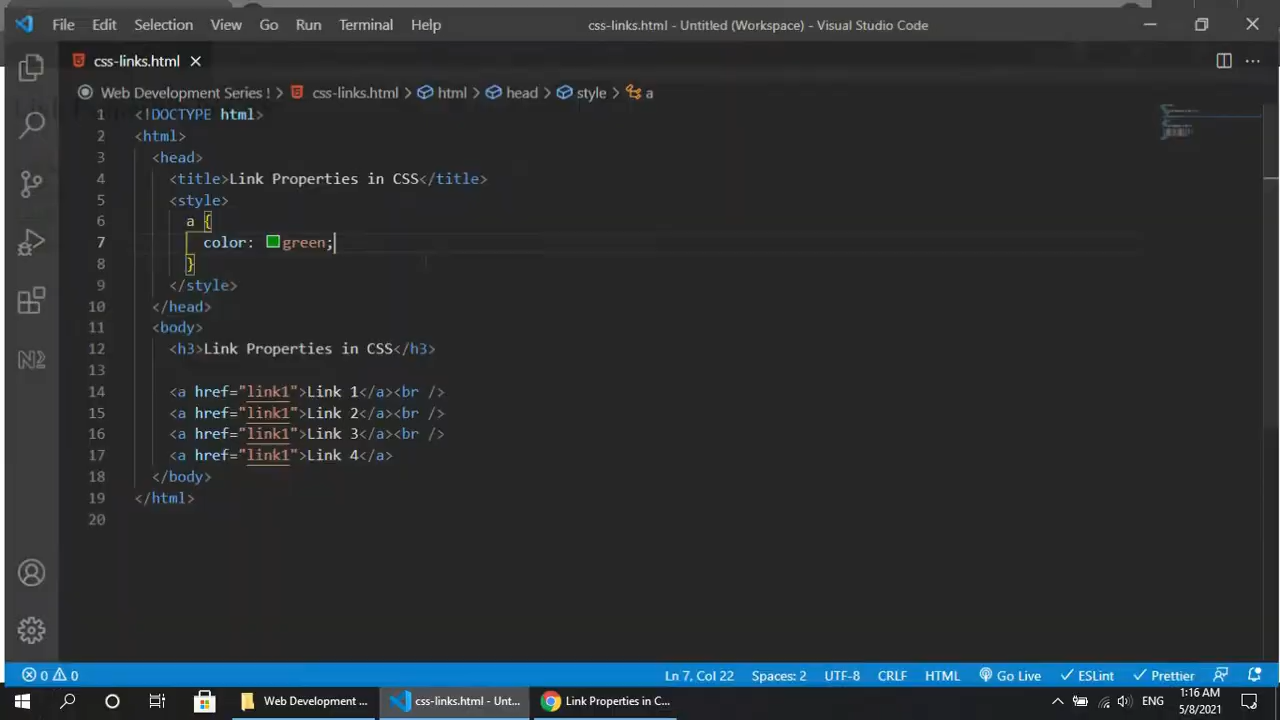 File Edit Selection View Go Run Terminal Help css-links.html - Untitled (Workspace) - Visual Studio Code
css-links.html
Web Development Series ! > css-links.html > html > head > style > a
1 <!DOCTYPE html>
2 <html>
3 <head>
4 <title>Link Properties in CSS</title>
5 <style>
6 a {
7 color: green;
8 }
9 </style>
10 </head>
11 <body>
12 <h3>Link Properties in CSS</h3>
13
14 <a href="link1">Link 1</a><br />
15 <a href="link1">Link 2</a><br />
16 <a href="link1">Link 3</a><br />
17 <a href="link1">Link 4</a>
18 </body>
19 </html>
20
0 0 Ln 7, Col 22 Spaces: 2 UTF-8 CRLF HTML Go Live ESLint Prettier
Web Development ... css-links.html - Unt... Link Properties in C... ENG 1:16 AM
5/8/2021